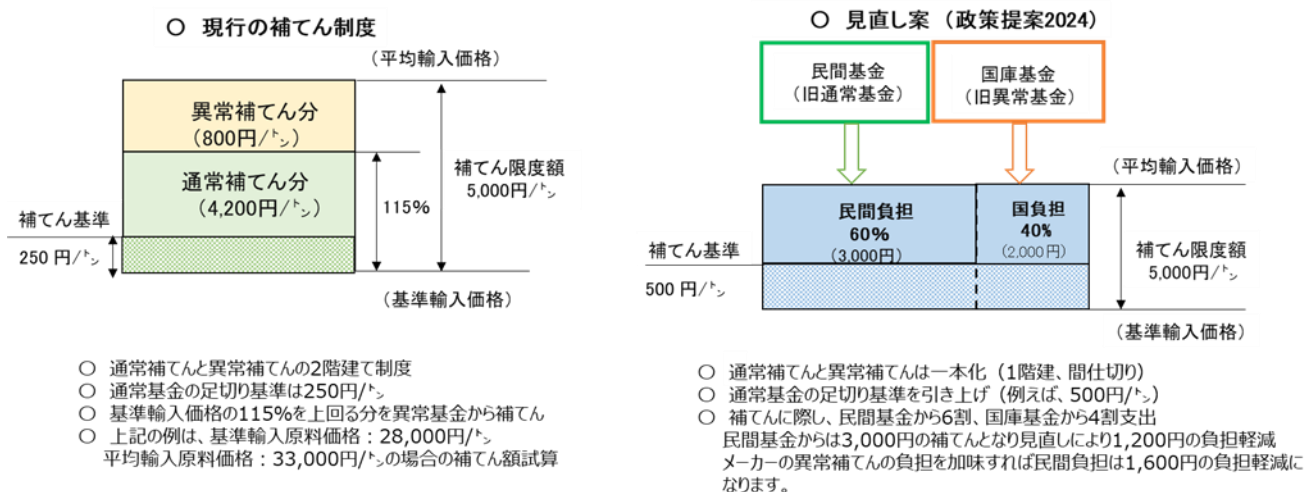 〇 現行の補てん制度
(平均輸入価格)
異常補てん分
(800円/㌧)
通常補てん分
(4,200円/㌧)
補てん限度額
5,000円/㌧
115%
補てん基準
250 円/㌧
(基準輸入価格)
〇 通常補てんと異常補てんの2階建て制度
〇 通常基金の足切り基準は250円/㌧
〇 基準輸入価格の115%を上回る分を異常基金から補てん
〇 上記の例は、基準輸入原料価格:28,000円/㌧
平均輸入原料価格:33,000円/㌧の場合の補てん額試算
〇 見直し案 (政策提案2024)
民間基金
(旧通常基金)
国庫基金
(旧異常基金)
(平均輸入価格)
民間負担
60%
(3,000円)
国負担
40%
(2,000円)
補てん基準
500 円/㌧
補てん限度額
5,000円/㌧
(基準輸入価格)
〇 通常補てんと異常補てんは一本化 (1階建、間仕切り)
〇 通常基金の足切り基準を引き上げ (例えば、500円/㌧)
〇 補てんに際し、民間基金から6割、国庫基金から4割支出
民間基金からは3,000円の補てんとなり見直しにより1,200円の負担軽減
メーカーの異常補てんの負担を加味すれば民間負担は1,600円の負担軽減に
なります。